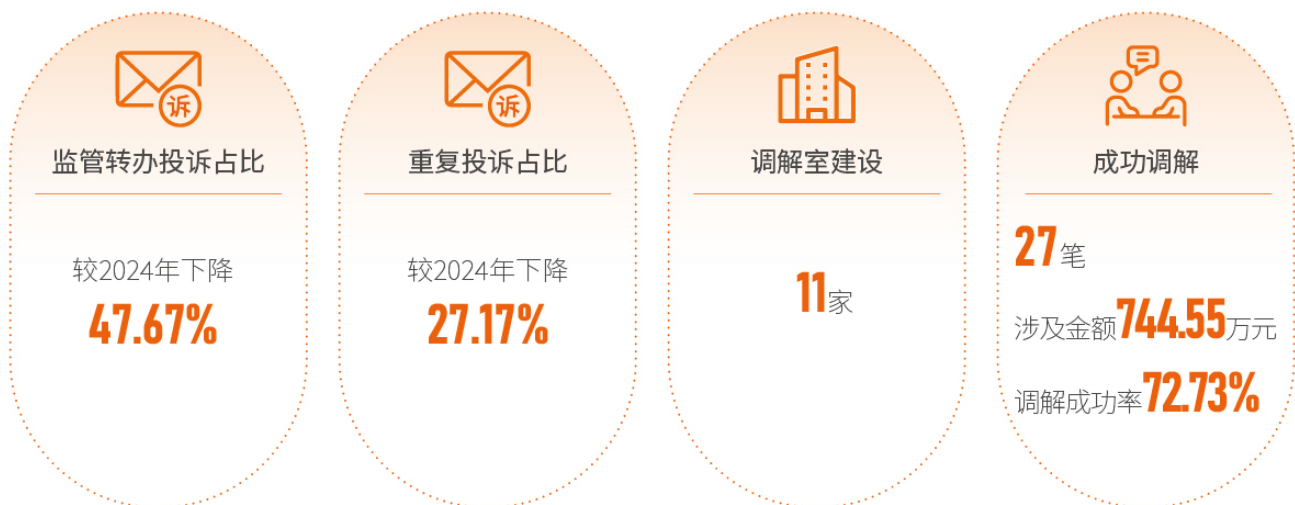 诉
监管转办投诉占比
较2024年下降
47.67%
诉
重复投诉占比
较2024年下降
27.17%
调解室建设
11家
成功调解
27笔
涉及金额744.55万元
调解成功率72.73%